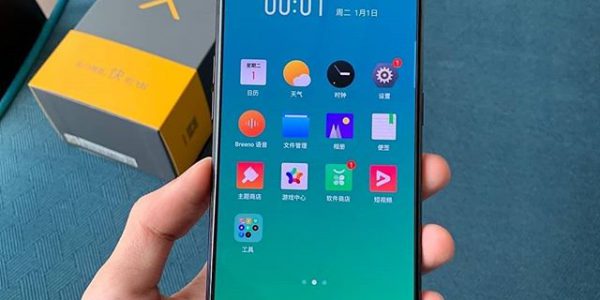 00:01
周二 1月1日
星期二
1
1
日历
天气
时钟
设置
Breeno 语音
文件管理
相册
便签
1
主题商店
游戏中心
软件商店
短视频
工具